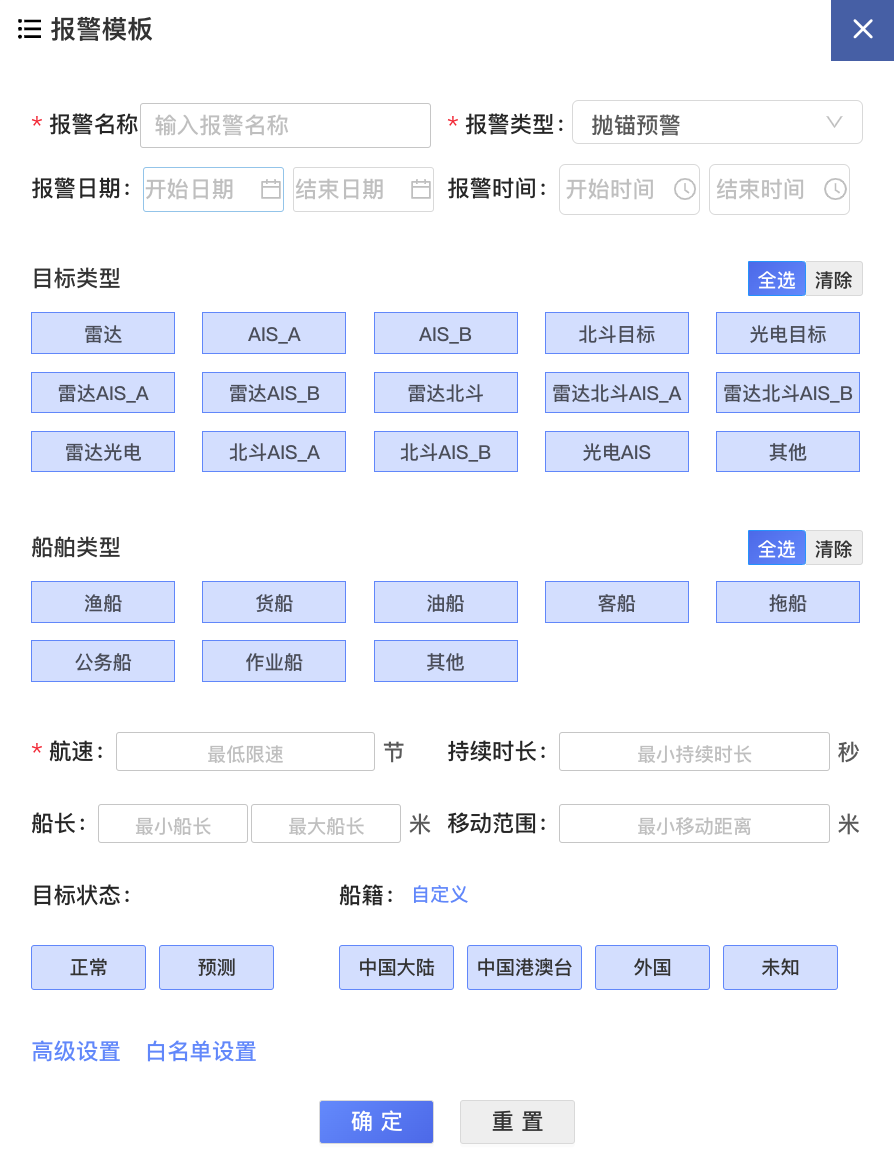 报警模板
* 报警名称 输入报警名称 * 报警类型： 抛锚预警
报警日期： 开始日期 结束日期 报警时间： 开始时间 结束时间
目标类型 全选 清除
雷达 AIS_A AIS_B 北斗目标 光电目标
雷达AIS_A 雷达AIS_B 雷达北斗 雷达北斗AIS_A 雷达北斗AIS_B
雷达光电 北斗AIS_A 北斗AIS_B 光电AIS 其他
船舶类型 全选 清除
渔船 货船 油船 客船 拖船
公务船 作业船 其他
* 航速： 最低限速 节 持续时长： 最小持续时长 秒
船长： 最小船长 最大船长 米 移动范围： 最小移动距离 米
目标状态： 船籍： 自定义
正常 预测 中国大陆 中国港澳台 外国 未知
高级设置 白名单设置
确 定 重 置